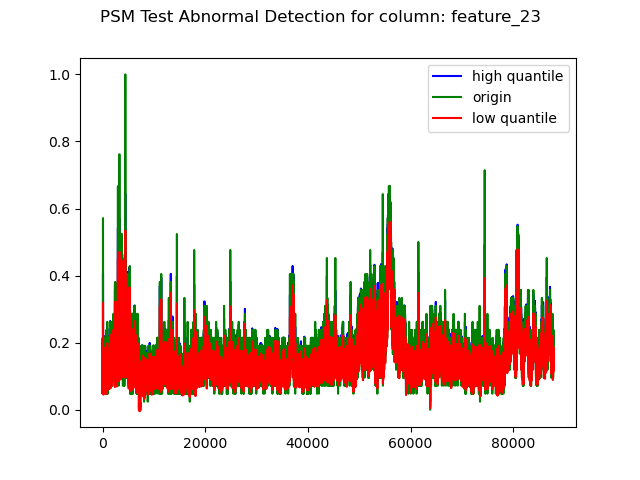 PSM Test Abnormal Detection for column: feature_23
high quantile
origin
low quantile
1.0
0.8
0.6
0.4
0.2
0.0
0 20000 40000 60000 80000